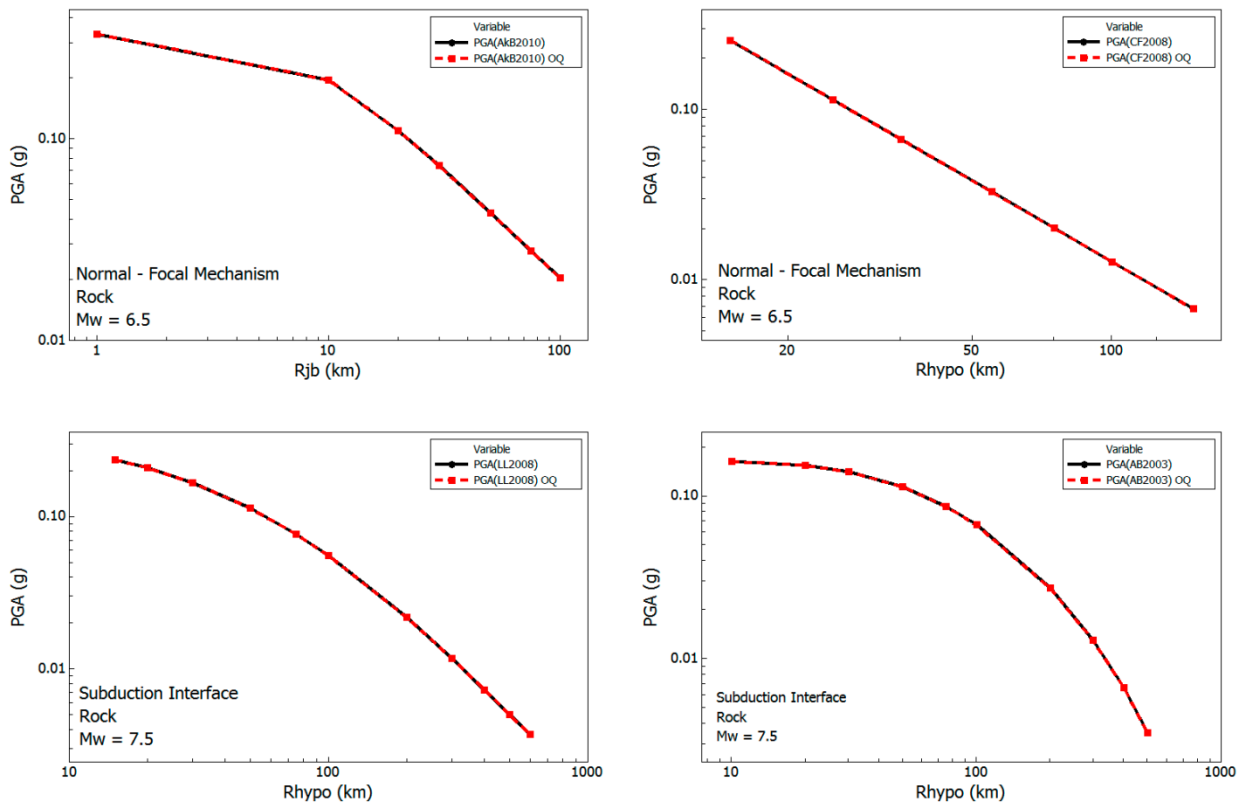 Variable
PGA(AkB2010)
PGA(AkB2010) OQ
PGA (g)
0.10
0.01
Normal - Focal Mechanism
Rock
Mw = 6.5
1 10 100
Rjb (km)
Variable
PGA(CF2008)
PGA(CF2008) OQ
PGA (g)
0.10
0.01
Normal - Focal Mechanism
Rock
Mw = 6.5
20 50 100
Rhypo (km)
Variable
PGA(LL2008)
PGA(LL2008) OQ
PGA (g)
0.10
0.01
Subduction Interface
Rock
Mw = 7.5
10 100 1000
Rhypo (km)
Variable
PGA(AB2003)
PGA(AB2003) OQ
PGA (g)
0.10
0.01
Subduction Interface
Rock
Mw = 7.5
10 100 1000
Rhypo (km)